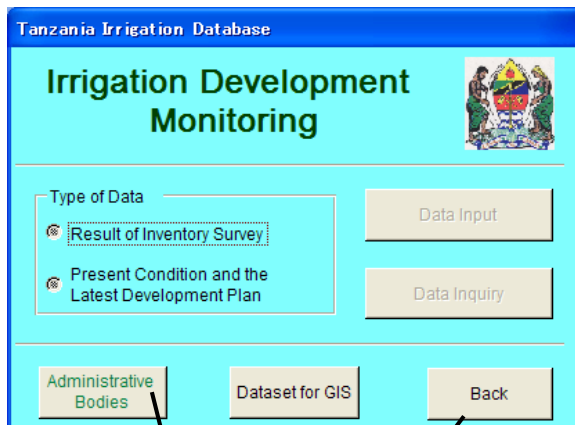 Tanzania Irrigation Database
Irrigation Development
Monitoring
Type of Data
Result of Inventory Survey
Present Condition and the
Latest Development Plan
Data Input
Data Inquiry
Administrative
Bodies
Dataset for GIS
Back